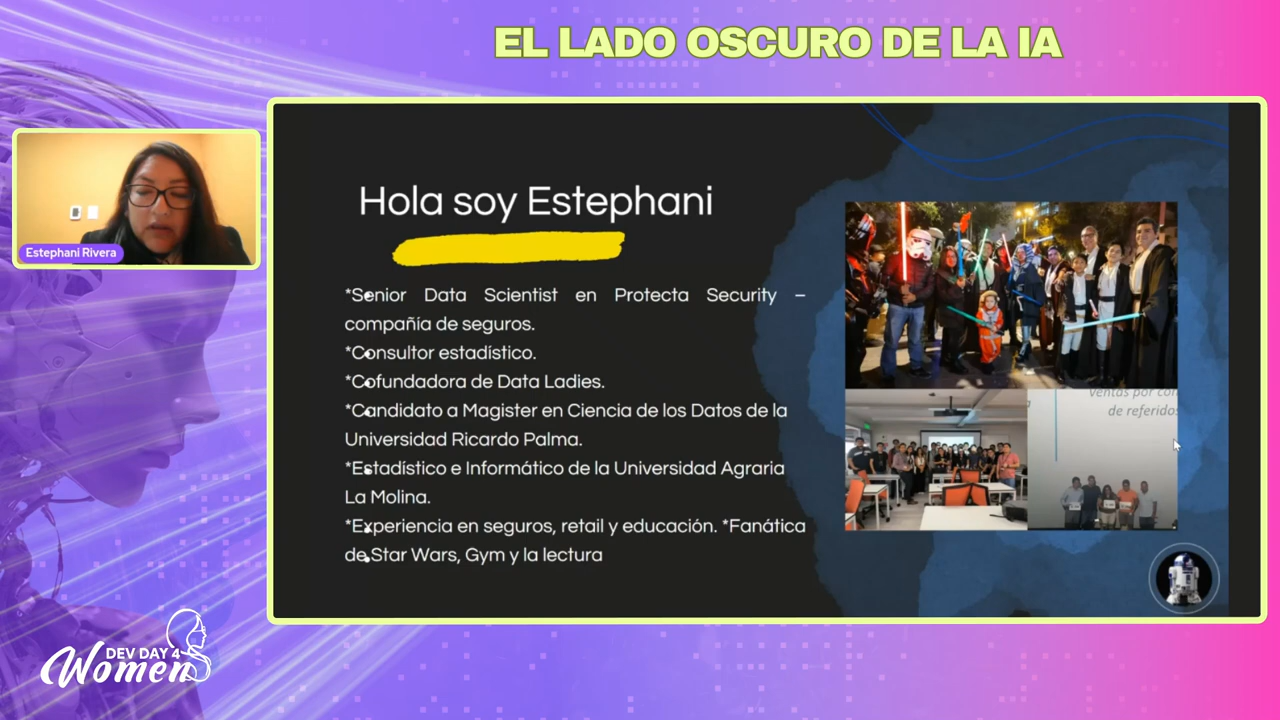 EL LADO OSCURO DE LA IA
Estephani Rivera
Hola soy Estephani
*Senior Data Scientist en Protecta Security –
compañía de seguros.
*Consultor estadístico.
*Cofundadora de Data Ladies.
*Candidato a Magister en Ciencia de los Datos de la
Universidad Ricardo Palma.
*Estadístico e Informático de la Universidad Agraria
La Molina.
*Experiencia en seguros, retail y educación. *Fanática
de Star Wars, Gym y la lectura
de referidos
DEV DAY 4
Women